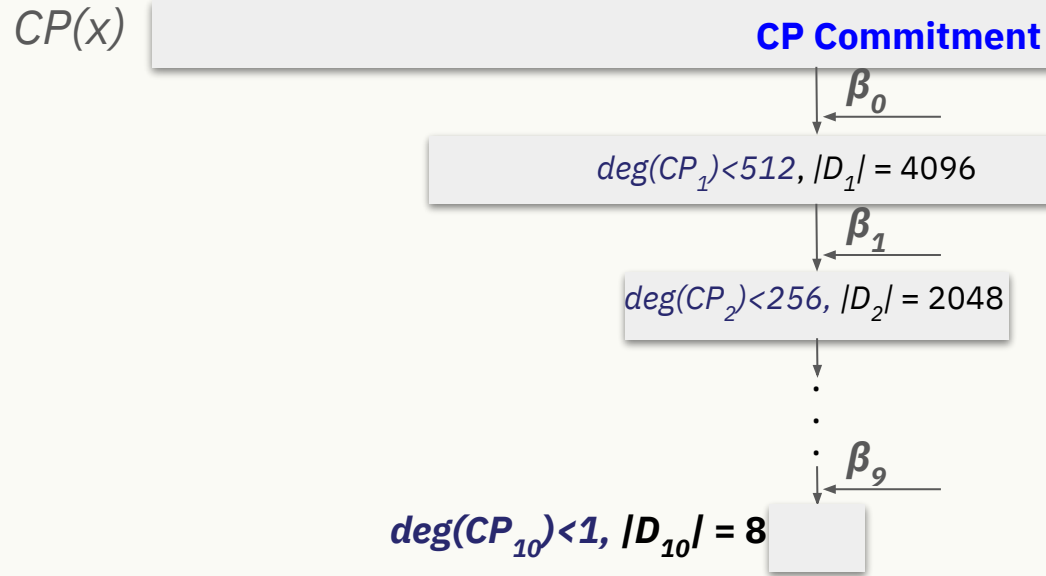 CP(x)
CP Commitment
β₀
deg(CP₁)<512, |D₁| = 4096
β₁
deg(CP₂)<256, |D₂| = 2048
.
.
.
β₉
deg(CP₁₀)<1, |D₁₀| = 8